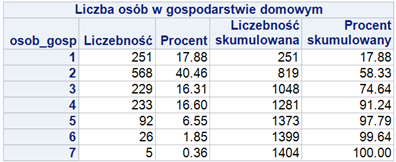 Liczba osób w gospodarstwie domowym
osob_gosp Liczebność Procent Liczebność skumulowana Procent skumulowany
1 251 17.88 251 17.88
2 568 40.46 819 58.33
3 229 16.31 1048 74.64
4 233 16.60 1281 91.24
5 92 6.55 1373 97.79
6 26 1.85 1399 99.64
7 5 0.36 1404 100.00